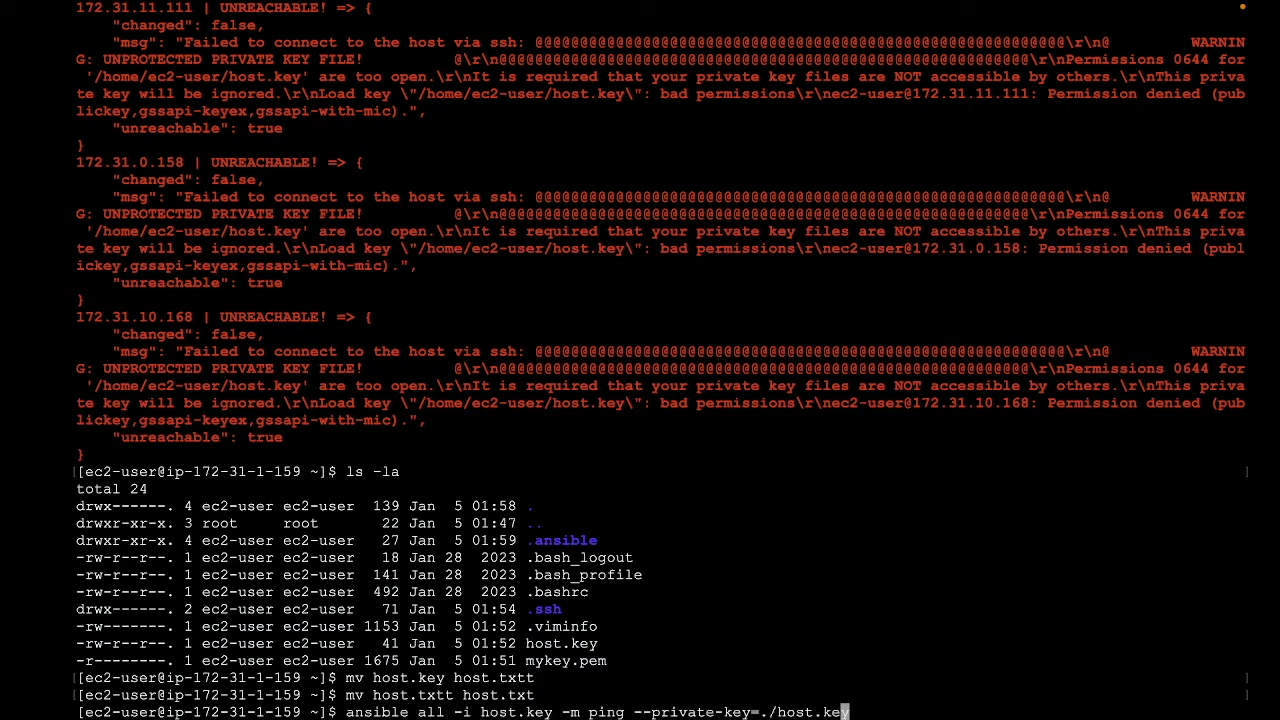 172.31.11.111 | UNREACHABLE! => {
    "changed": false,
    "msg": "Failed to connect to the host via ssh: @@@@@@@@@@@@@@@@@@@@@@@@@@@@@@@@@@@@@@@@@@@@@@@@@@@@@@@@@@@\r\n@         WARNIN
G: UNPROTECTED PRIVATE KEY FILE!          @\r\n@@@@@@@@@@@@@@@@@@@@@@@@@@@@@@@@@@@@@@@@@@@@@@@@@@@@@@@@@@@\r\nPermissions 0644 for
 '/home/ec2-user/host.key' are too open.\r\nIt is required that your private key files are NOT accessible by others.\r\nThis priva
te key will be ignored.\r\nLoad key \"/home/ec2-user/host.key\": bad permissions\r\nec2-user@172.31.11.111: Permission denied (pub
lickey,gssapi-keyex,gssapi-with-mic).",
    "unreachable": true
}
172.31.0.158 | UNREACHABLE! => {
    "changed": false,
    "msg": "Failed to connect to the host via ssh: @@@@@@@@@@@@@@@@@@@@@@@@@@@@@@@@@@@@@@@@@@@@@@@@@@@@@@@@@@@\r\n@         WARNIN
G: UNPROTECTED PRIVATE KEY FILE!          @\r\n@@@@@@@@@@@@@@@@@@@@@@@@@@@@@@@@@@@@@@@@@@@@@@@@@@@@@@@@@@@\r\nPermissions 0644 for
 '/home/ec2-user/host.key' are too open.\r\nIt is required that your private key files are NOT accessible by others.\r\nThis priva
te key will be ignored.\r\nLoad key \"/home/ec2-user/host.key\": bad permissions\r\nec2-user@172.31.0.158: Permission denied (publ
ickey,gssapi-keyex,gssapi-with-mic).",
    "unreachable": true
}
172.31.10.168 | UNREACHABLE! => {
    "changed": false,
    "msg": "Failed to connect to the host via ssh: @@@@@@@@@@@@@@@@@@@@@@@@@@@@@@@@@@@@@@@@@@@@@@@@@@@@@@@@@@@\r\n@         WARNIN
G: UNPROTECTED PRIVATE KEY FILE!          @\r\n@@@@@@@@@@@@@@@@@@@@@@@@@@@@@@@@@@@@@@@@@@@@@@@@@@@@@@@@@@@\r\nPermissions 0644 for
 '/home/ec2-user/host.key' are too open.\r\nIt is required that your private key files are NOT accessible by others.\r\nThis priva
te key will be ignored.\r\nLoad key \"/home/ec2-user/host.key\": bad permissions\r\nec2-user@172.31.10.168: Permission denied (pub
lickey,gssapi-keyex,gssapi-with-mic).",
    "unreachable": true
}
[[ec2-user@ip-172-31-1-159 ~]$ ls -la ]
total 24
drwx------. 4 ec2-user ec2-user  139 Jan  5 01:58 .
drwxr-xr-x. 3 root     root       22 Jan  5 01:47 ..
drwxr-xr-x. 4 ec2-user ec2-user   27 Jan  5 01:59 .ansible
-rw-r--r--. 1 ec2-user ec2-user   18 Jan 28  2023 .bash_logout
-rw-r--r--. 1 ec2-user ec2-user  141 Jan 28  2023 .bash_profile
-rw-r--r--. 1 ec2-user ec2-user  492 Jan 28  2023 .bashrc
drwx------. 2 ec2-user ec2-user   71 Jan  5 01:54 .ssh
-rw-------. 1 ec2-user ec2-user 1153 Jan  5 01:52 .viminfo
-rw-r--r--. 1 ec2-user ec2-user   41 Jan  5 01:52 host.key
-r--------. 1 ec2-user ec2-user 1675 Jan  5 01:51 mykey.pem
[[ec2-user@ip-172-31-1-159 ~]$ mv host.key host.txtt ]
[[ec2-user@ip-172-31-1-159 ~]$ mv host.txtt host.txt ]
[ec2-user@ip-172-31-1-159 ~]$ ansible all -i host.key -m ping --private-key=./host.key